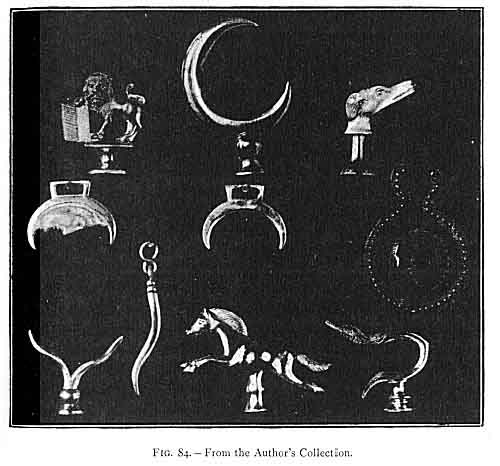 FIG. 84.—From the Author's Collection.